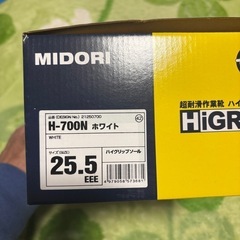 MIDORI
品番 (DESIGN No.) 21250700
H-700N ホワイト
WHITE
サイズ (SIZE)
25.5
EEE
ハイグリップソール
超耐滑作業靴 ハイ
HiGR